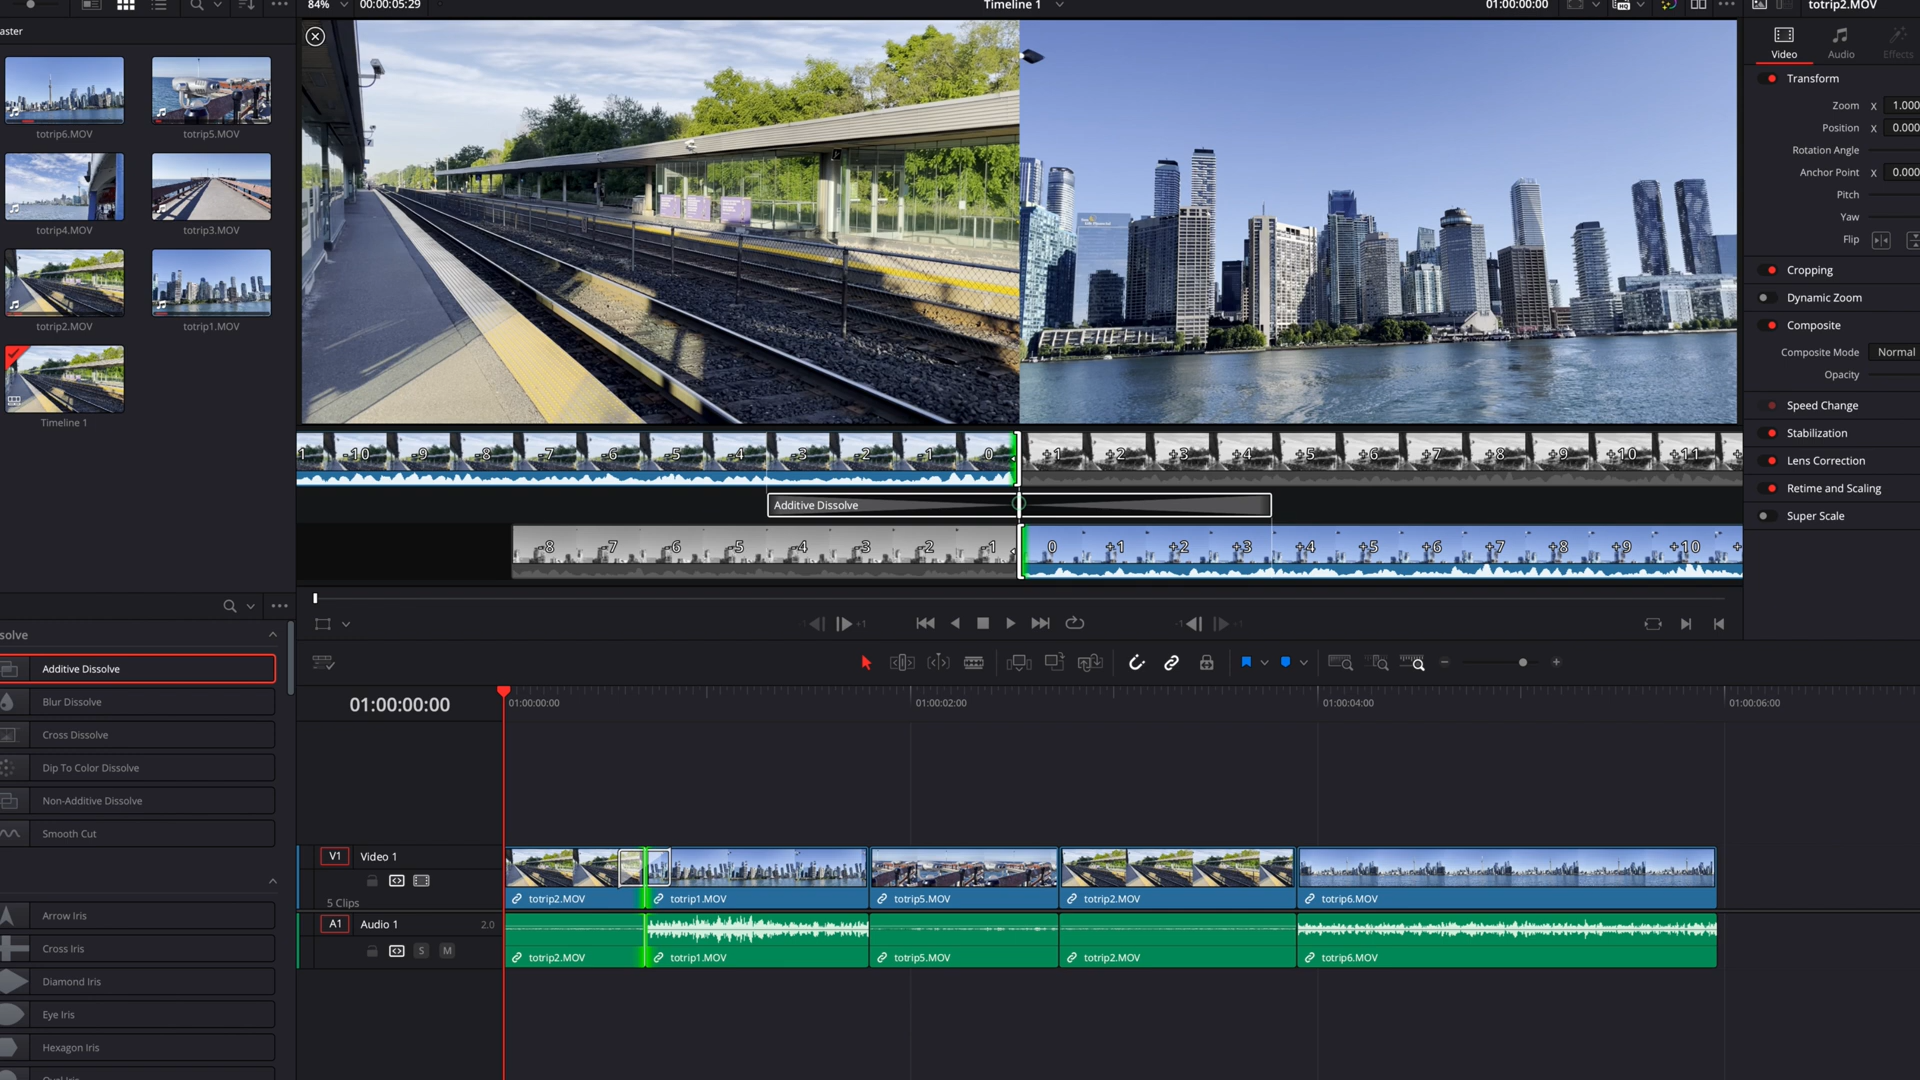 84%
00:00:05:29
Timeline 1
01:00:00:00
totrip2.MOV
aster
totrip6.MOV
totrip5.MOV
totrip4.MOV
totrip3.MOV
totrip2.MOV
totrip1.MOV
Timeline 1
Video
Audio
Effects
Transform
Zoom X 1.000
Position X 0.000
Rotation Angle
Anchor Point X 0.000
Pitch
Yaw
Flip
Cropping
Dynamic Zoom
Composite
Composite Mode Normal
Opacity
Speed Change
Stabilization
Lens Correction
Retime and Scaling
Super Scale
-10 -9 -8 -7 -6 -5 -4 -3 -2 -1 0 +1 +2 +3 +4 +5 +6 +7 +8 +9 +10 +11
Additive Dissolve
-8 -7 -6 -5 -4 -3 -2 -1 0 +1 +2 +3 +4 +5 +6 +7 +8 +9 +10
solve
Additive Dissolve
Blur Dissolve
Cross Dissolve
Dip To Color Dissolve
Non-Additive Dissolve
Smooth Cut
Arrow Iris
Cross Iris
Diamond Iris
Eye Iris
Hexagon Iris
Oval Iris
01:00:00:00
01:00:00:00
01:00:02:00
01:00:04:00
01:00:06:00
V1 Video 1
5 Clips
totrip2.MOV
totrip1.MOV
totrip5.MOV
totrip2.MOV
totrip6.MOV
A1 Audio 1 2.0
S M
totrip2.MOV
totrip1.MOV
totrip5.MOV
totrip2.MOV
totrip6.MOV